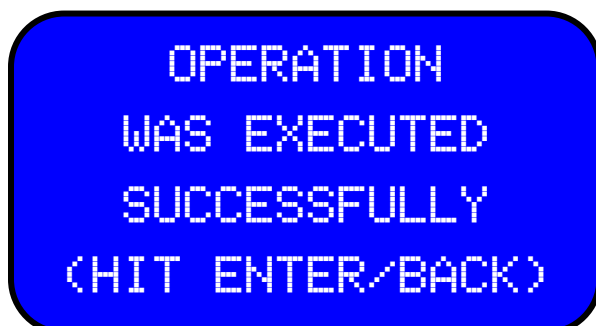 OPERATION
WAS EXECUTED
SUCCESSFULLY
(HIT ENTER/BACK)